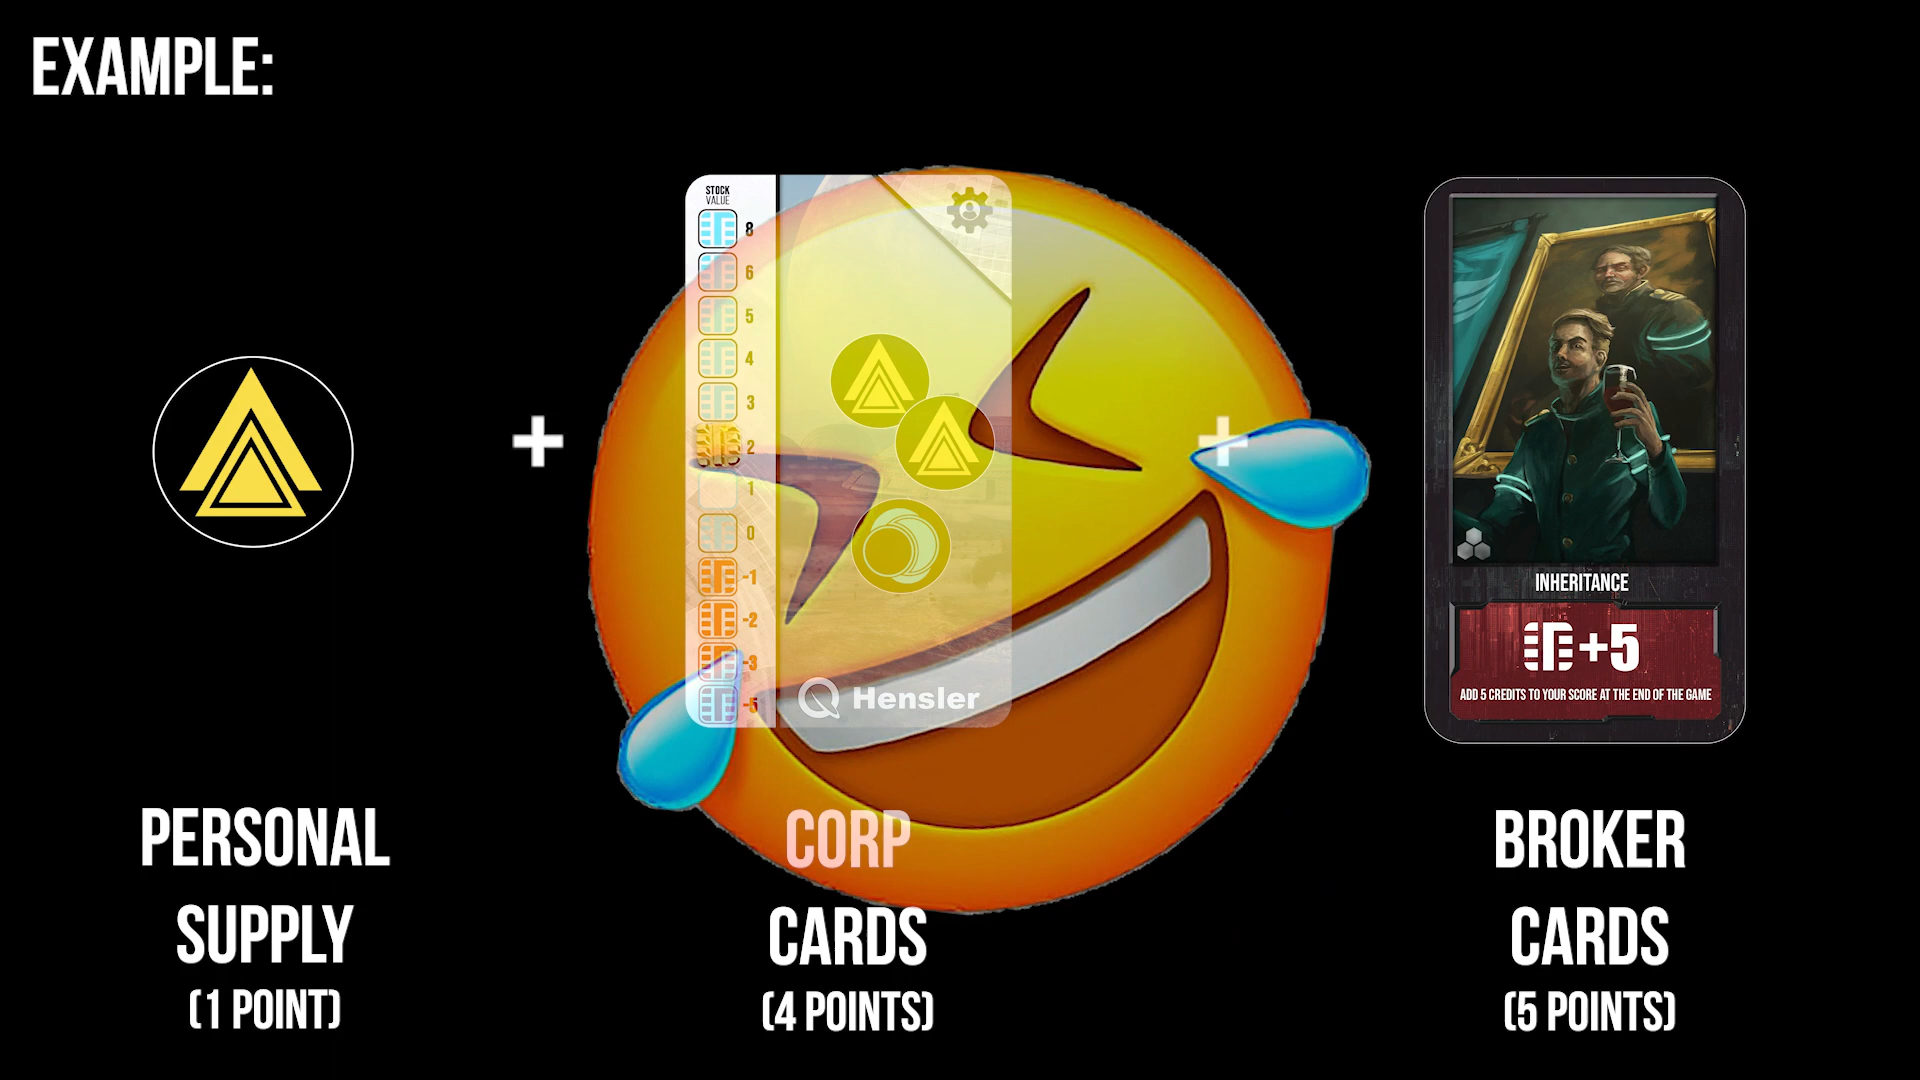 EXAMPLE:
STOCK
VALUE
8
6
5
4
3
2
1
0
-1
-2
-3
-5
Hensler
+
+
INHERITANCE
+5
ADD 5 CREDITS TO YOUR SCORE AT THE END OF THE GAME
PERSONAL
SUPPLY
(1 POINT)
CORP
CARDS
(4 POINTS)
BROKER
CARDS
(5 POINTS)